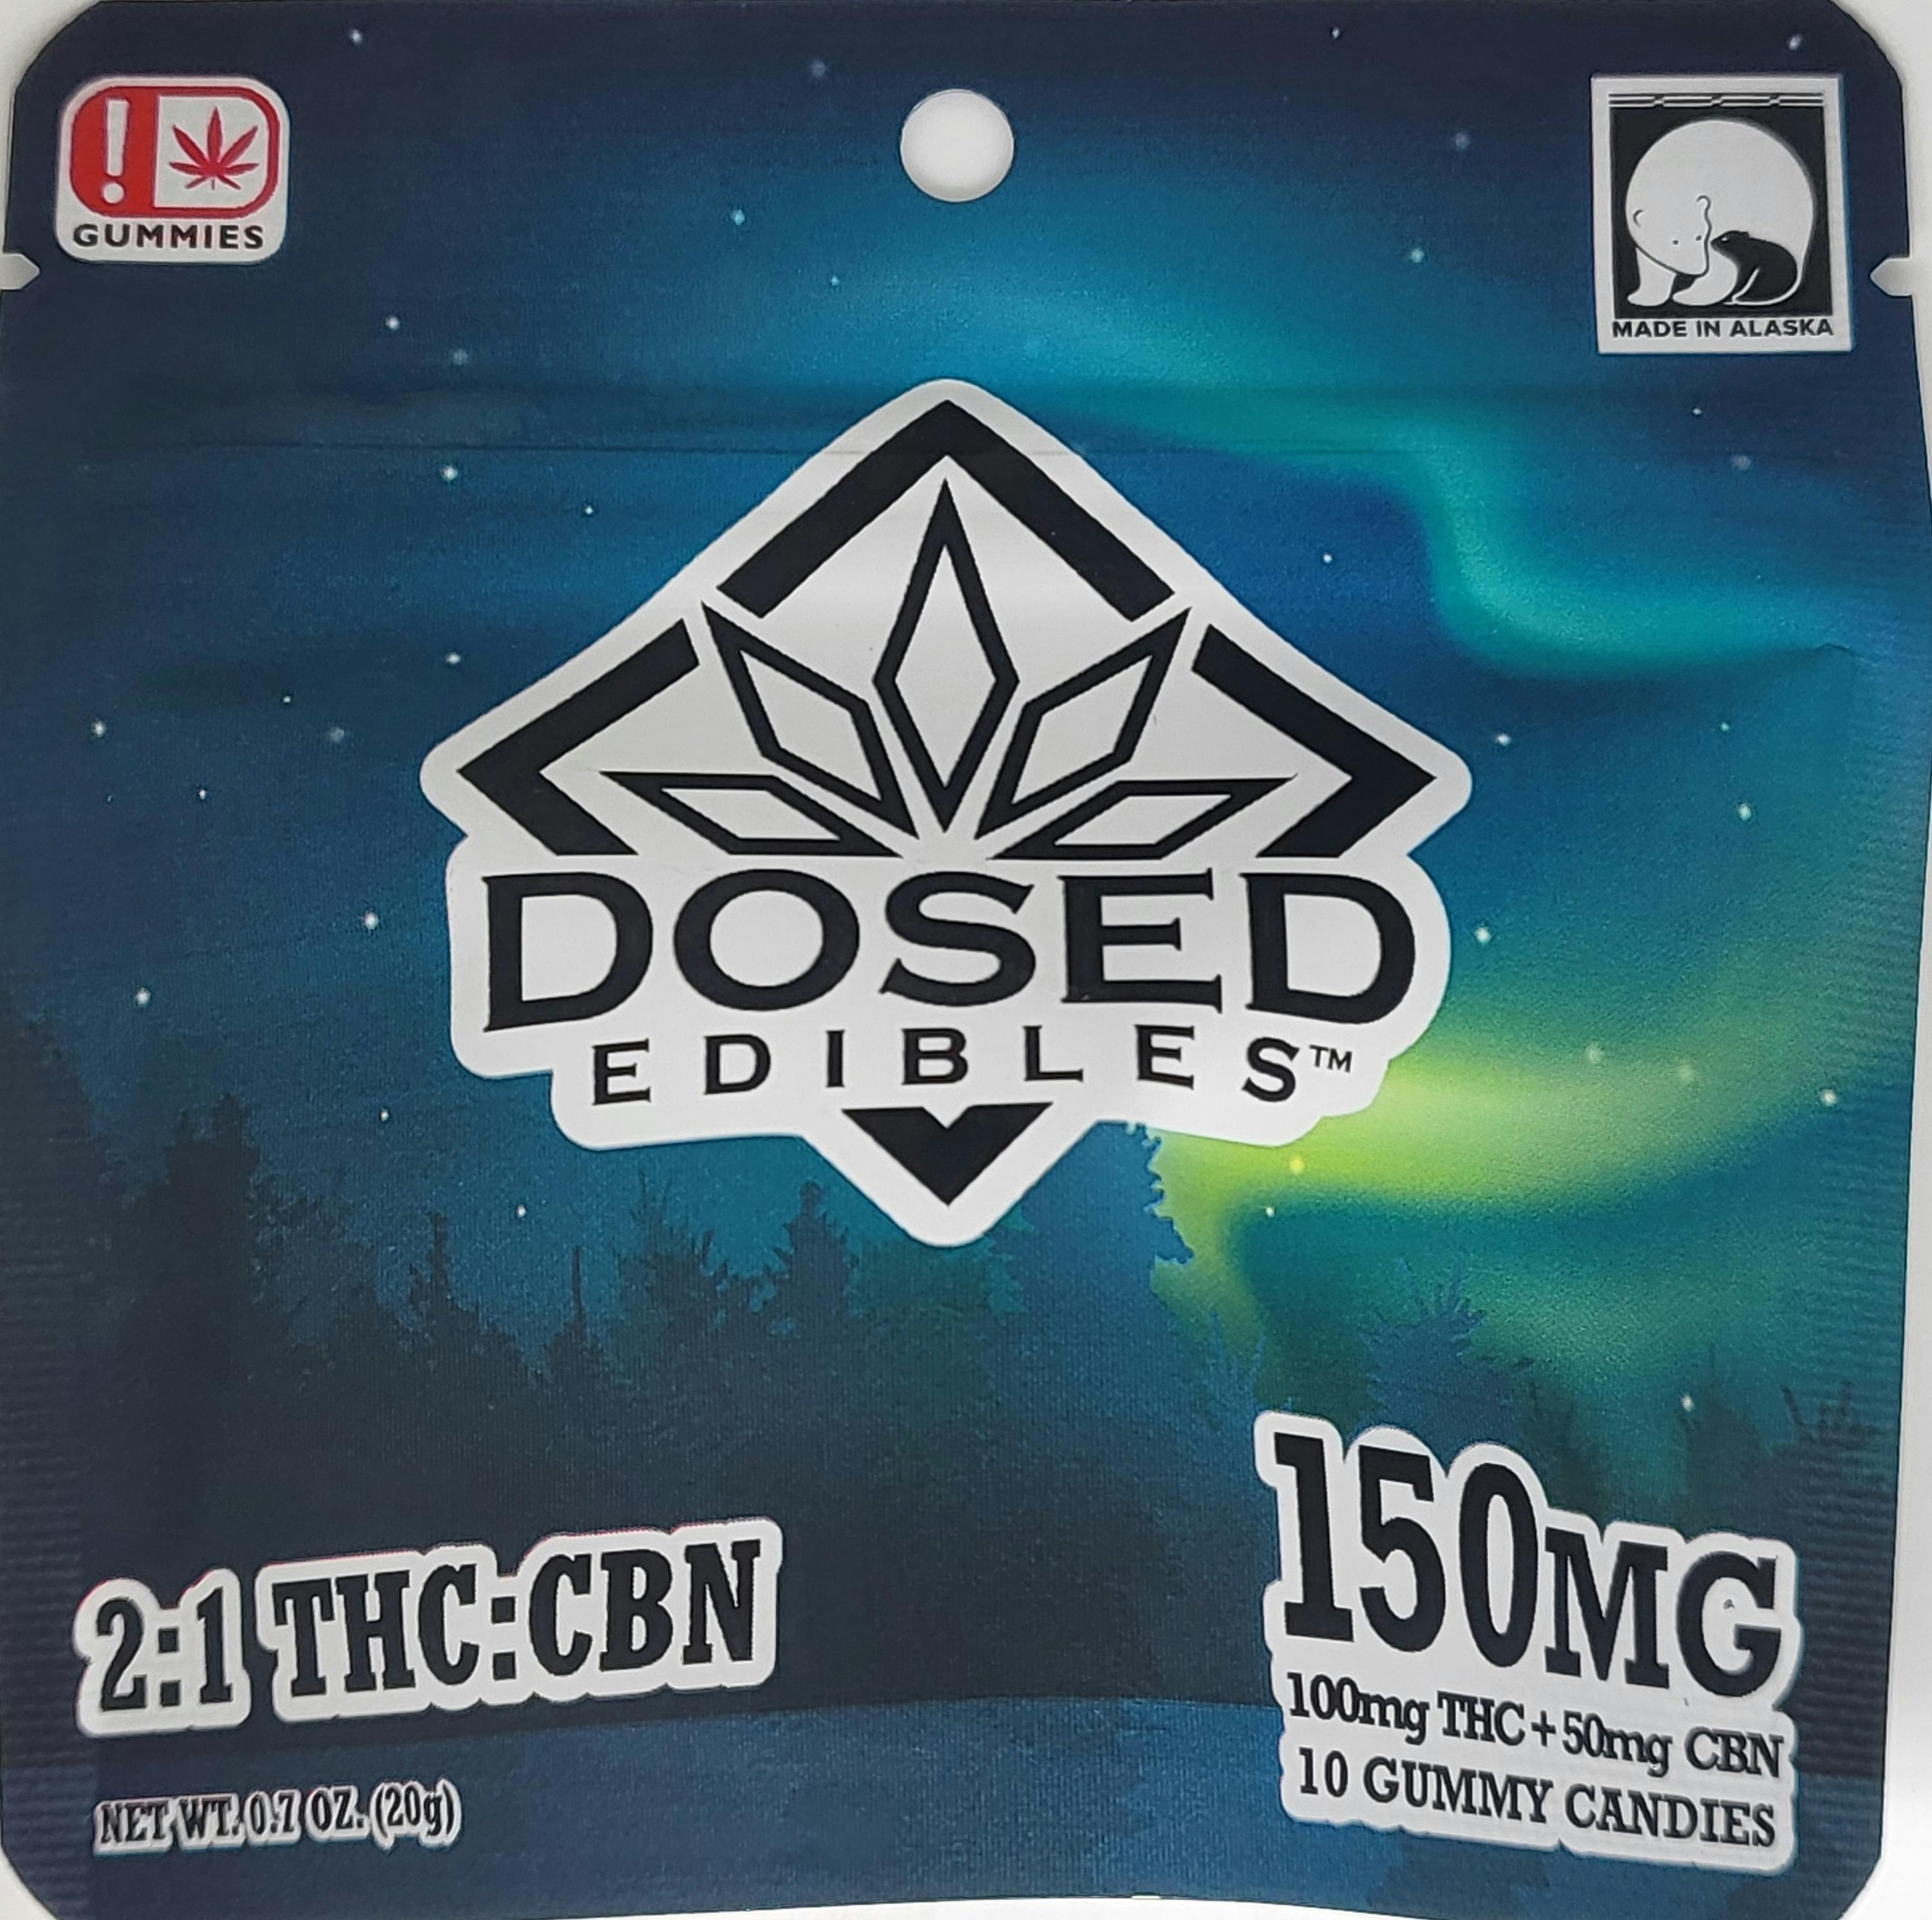 !
GUMMIES
MADE IN ALASKA
DOSED
EDIBLES™
2:1 THC:CBN
150MG
100mg THC + 50mg CBN
10 GUMMY CANDIES
NET WT. 0.7 OZ. (20g)